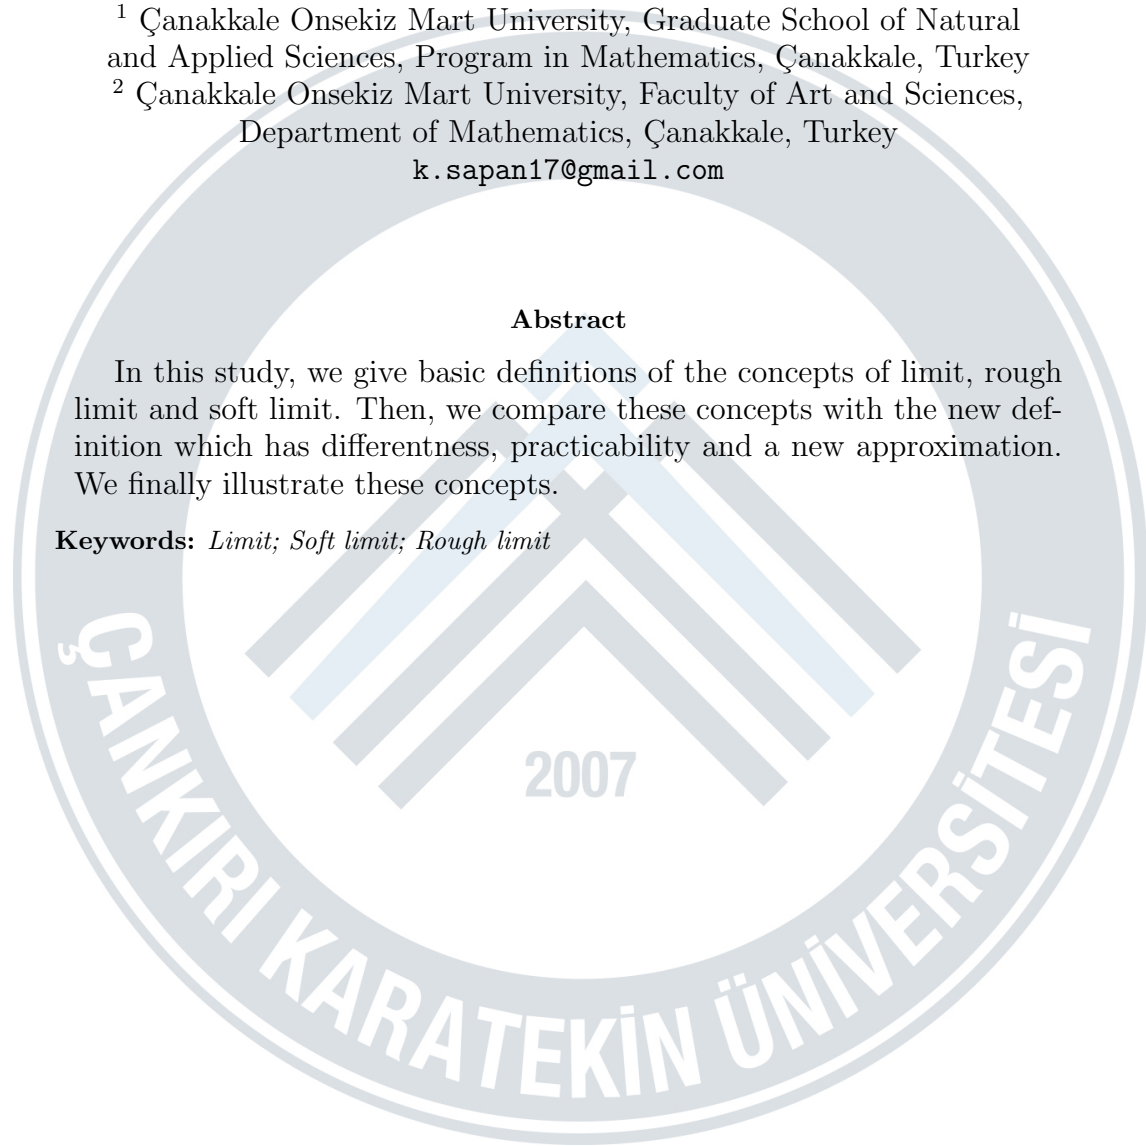 ¹ Çanakkale Onsekiz Mart University, Graduate School of Natural
and Applied Sciences, Program in Mathematics, Çanakkale, Turkey
² Çanakkale Onsekiz Mart University, Faculty of Art and Sciences,
Department of Mathematics, Çanakkale, Turkey
k.sapan17@gmail.com
Abstract
In this study, we give basic definitions of the concepts of limit, rough
limit and soft limit. Then, we compare these concepts with the new def-
inition which has differentness, practicability and a new approximation.
We finally illustrate these concepts.
Keywords: Limit; Soft limit; Rough limit
2007
ÇANKIRI KARATEKİN ÜNİVERSİTESİ